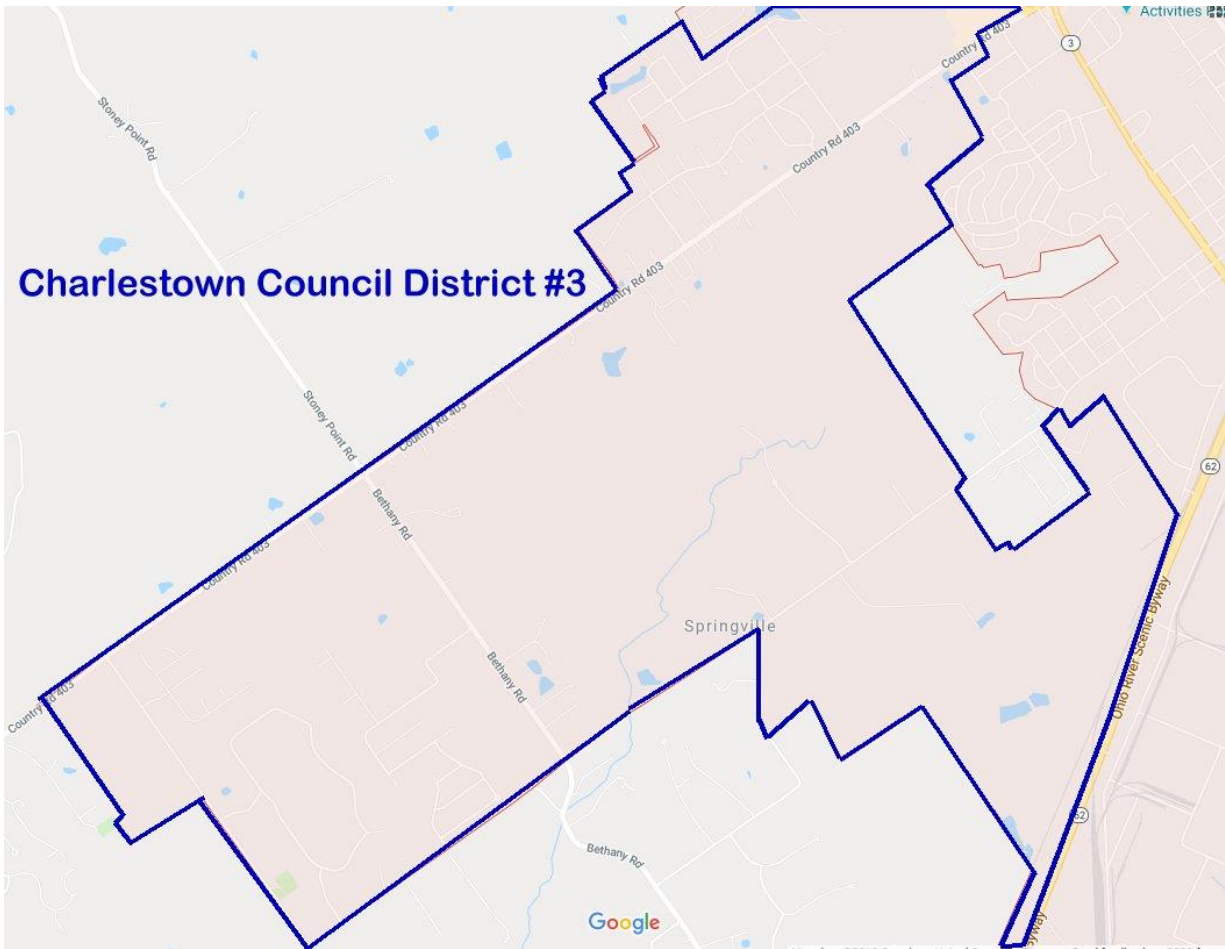 Activities
3
Country Rd 403
Stoney Point Rd
Country Rd 403
Charlestown Council District #3
Country Rd 403
Stoney Point Rd
Country Rd 403
62
Bethany Rd
Country Rd 403
Springville
Ohio River Scenic Byway
Bethany Rd
Country Rd 403
62
Bethany Rd
Google
Byway